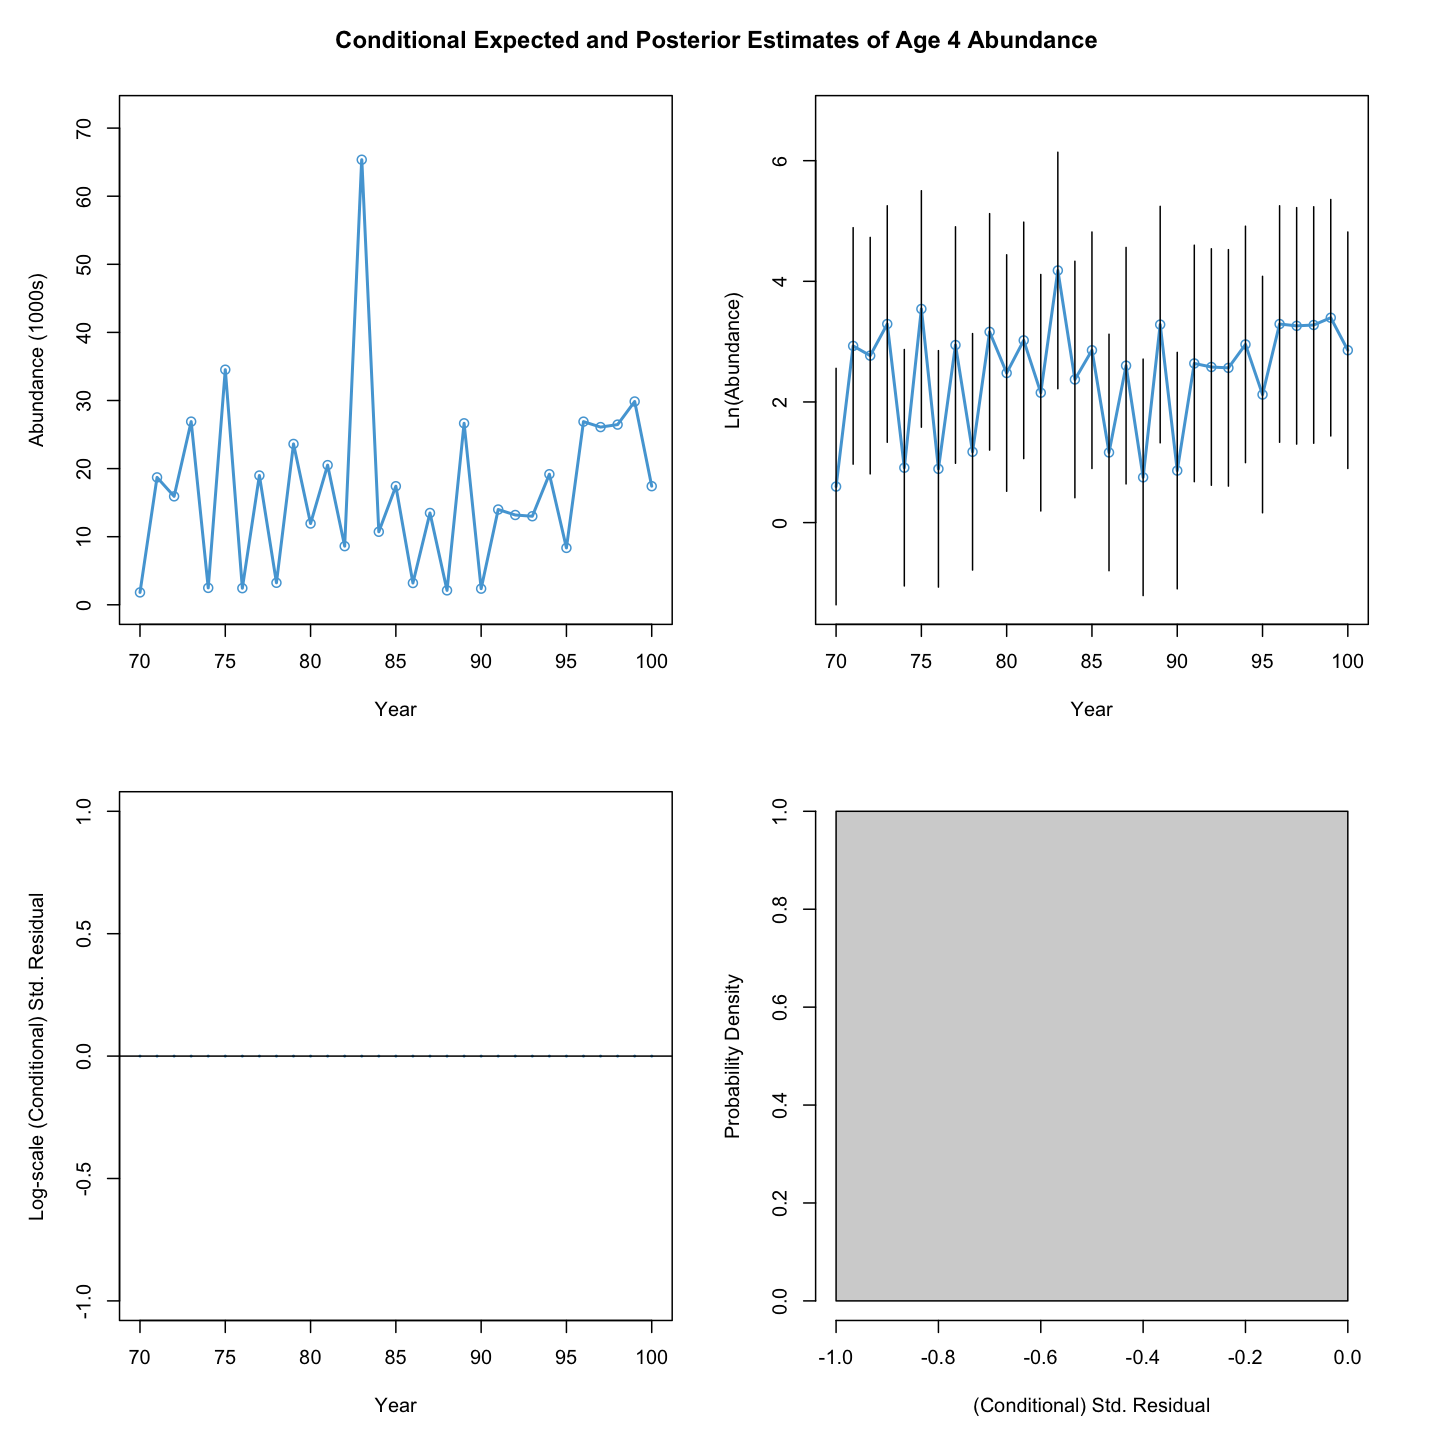 Conditional Expected and Posterior Estimates of Age 4 Abundance
Abundance (1000s)
70
60
50
40
30
20
10
0
70 75 80 85 90 95 100
Year
Ln(Abundance)
6
4
2
0
70 75 80 85 90 95 100
Year
Log-scale (Conditional) Std. Residual
1.0
0.5
0.0
-0.5
-1.0
70 75 80 85 90 95 100
Year
Probability Density
1.0
0.8
0.6
0.4
0.2
0.0
-1.0 -0.8 -0.6 -0.4 -0.2 0.0
(Conditional) Std. Residual